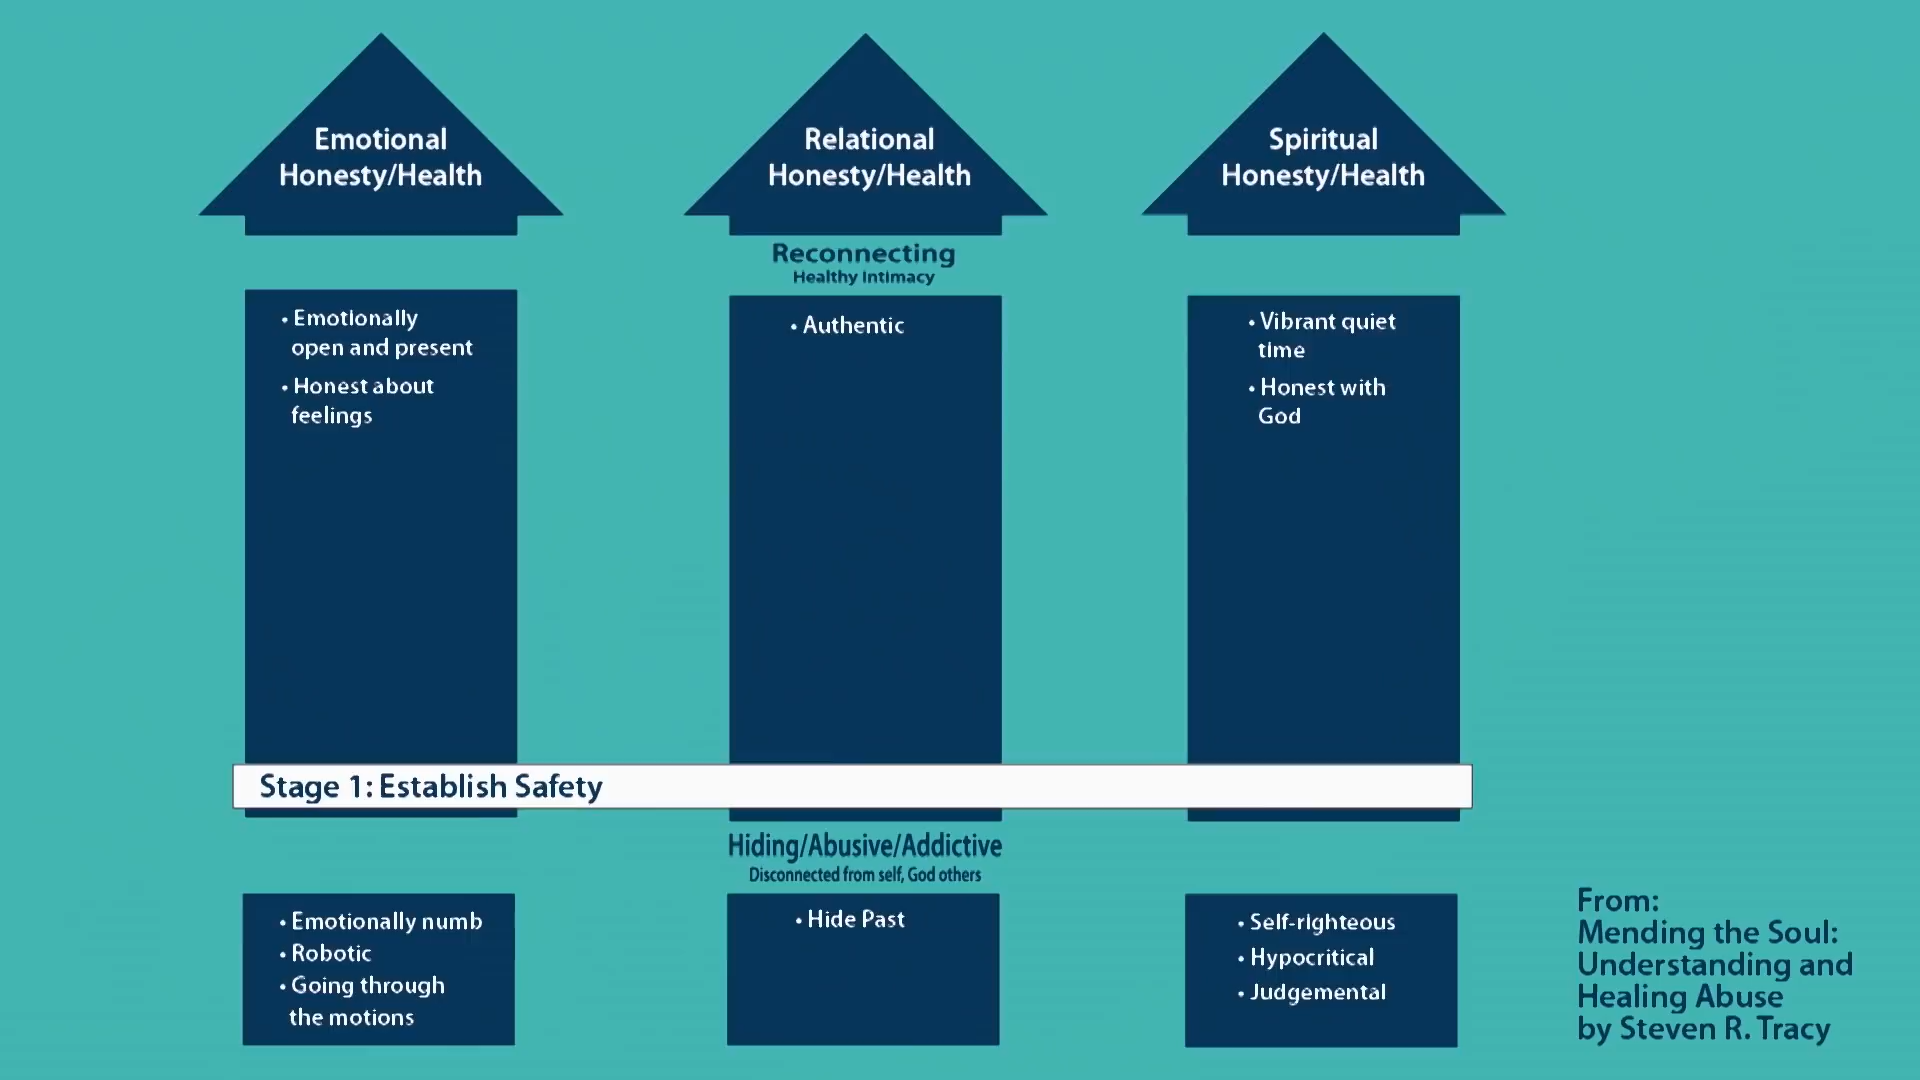 Emotional
Honesty/Health
Relational
Honesty/Health
Spiritual
Honesty/Health
Reconnecting
Healthy Intimacy
• Emotionally
open and present
• Honest about
feelings
• Authentic
• Vibrant quiet
time
• Honest with
God
Stage 1: Establish Safety
Hiding/Abusive/Addictive
Disconnected from self, God others
• Emotionally numb
• Robotic
• Going through
the motions
• Hide Past
• Self-righteous
• Hypocritical
• Judgemental
From:
Mending the Soul:
Understanding and
Healing Abuse
by Steven R. Tracy